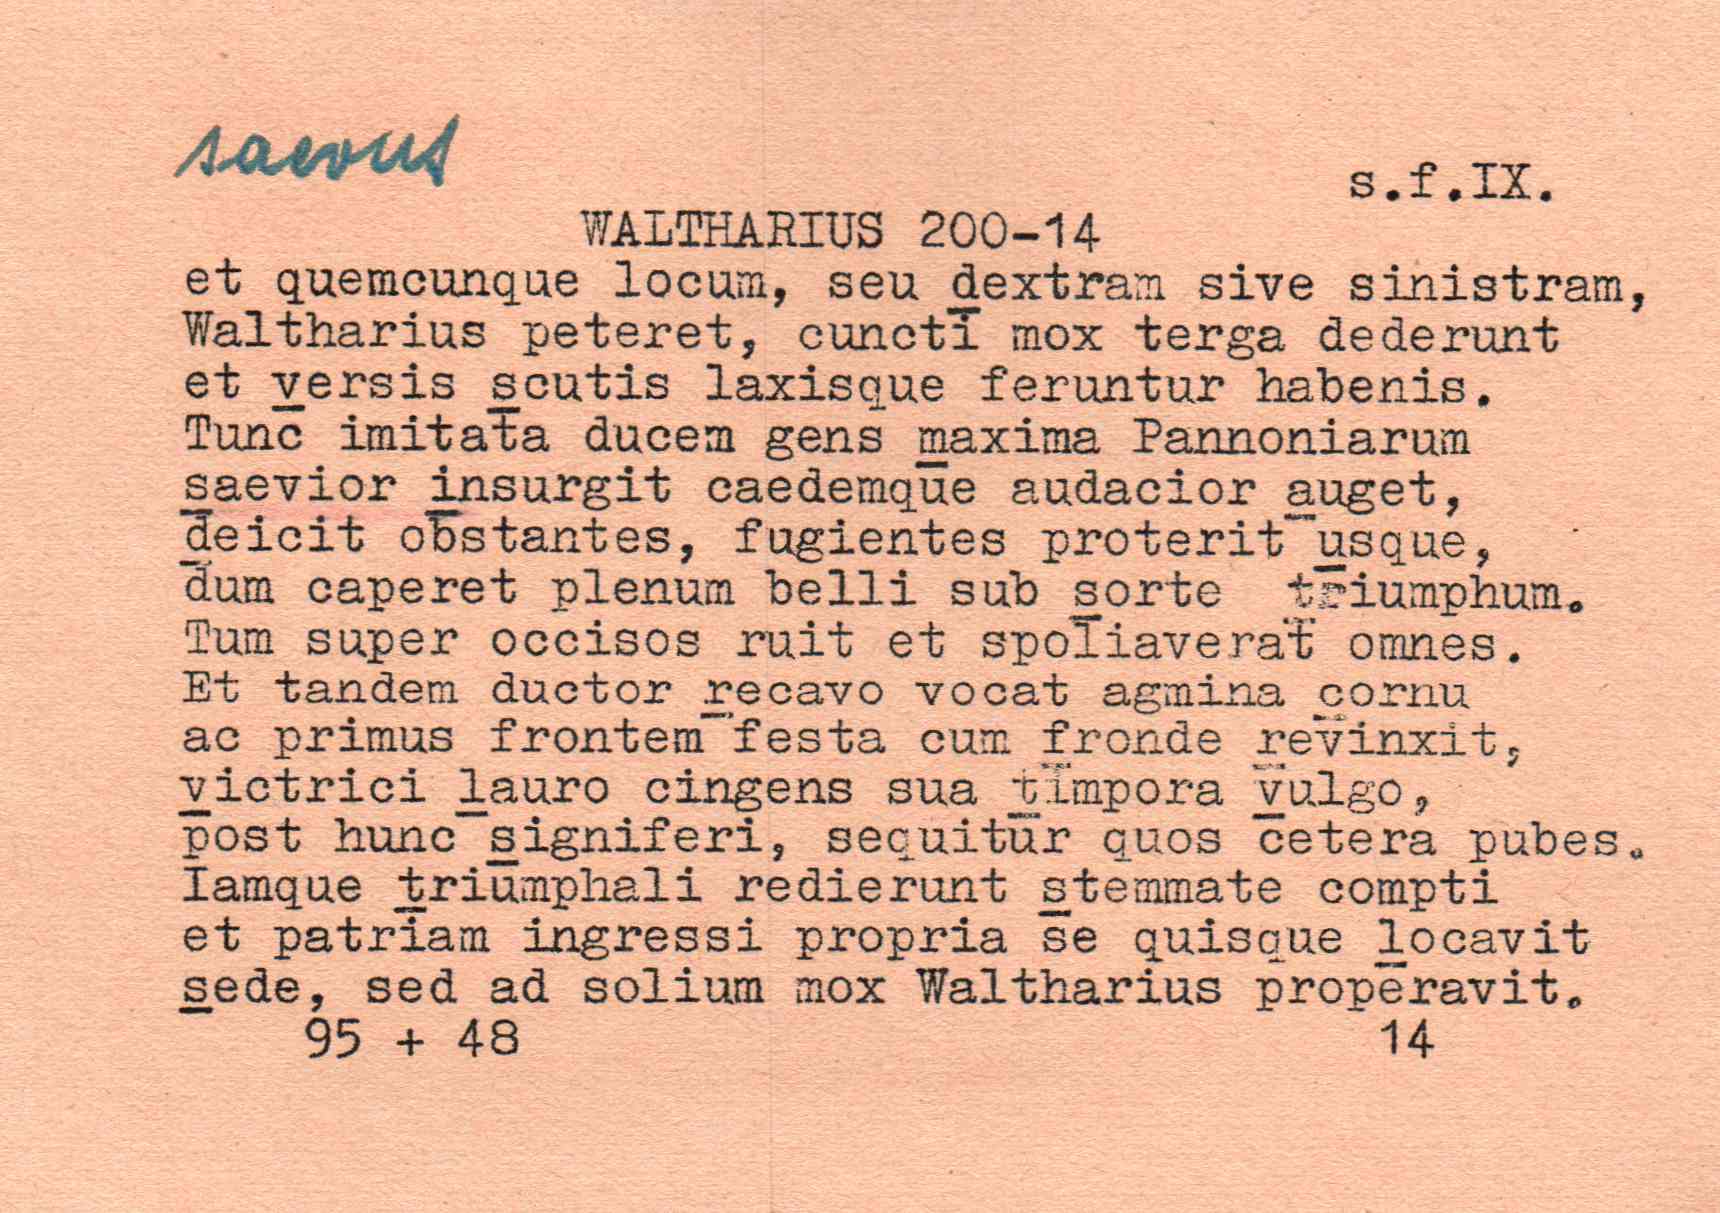 saevus
s.f.IX.
WALTHARIUS 200-14
et quemcunque locum, seu dextram sive sinistram,
Waltharius peteret, cuncti mox terga dederunt
et versis scutis laxisque feruntur habenis.
Tunc imitata ducem gens maxima Pannoniarum
saevior insurgit caedemque audacior auget,
deicit obstantes, fugientes proterit usque,
dum caperet plenum belli sub sorte triumphum.
Tum super occisos ruit et spoliaverat omnes.
Et tandem ductor recavo vocat agmina cornu
ac primus frontem festa cum fronde revinxit,
victrici lauro cingens sua timpora vulgo,
post hunc signiferi, sequitur quos cetera pubes.
Iamque triumphali redierunt stemmate compti
et patriam ingressi propria se quisque locavit
sede, sed ad solium mox Waltharius properavit.
95 + 48 14